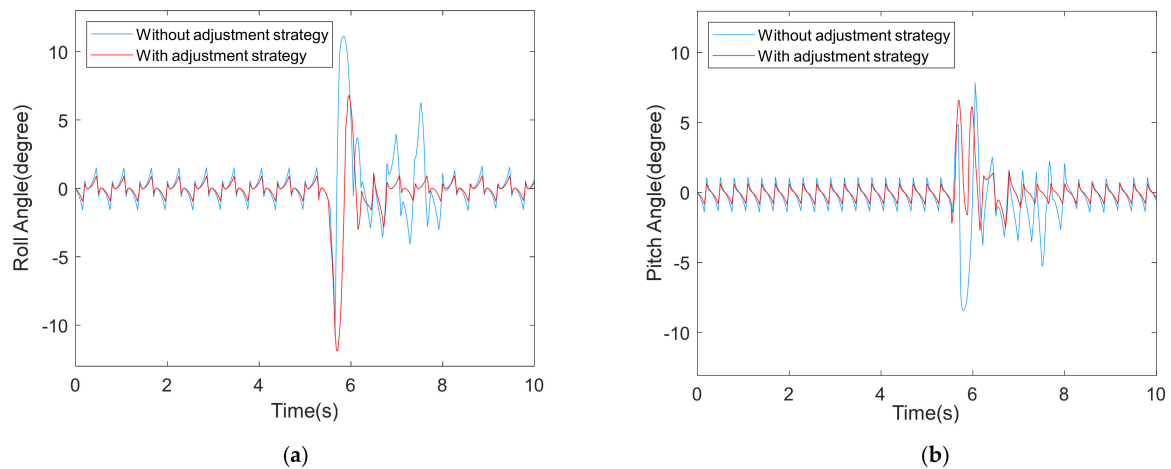 Without adjustment strategy
With adjustment strategy
10
5
0
-5
-10
Roll Angle(degree)
0
2
4
6
8
10
Time(s)
(a)
Without adjustment strategy
With adjustment strategy
10
5
0
-5
-10
Pitch Angle(degree)
0
2
4
6
8
10
Time(s)
(b)